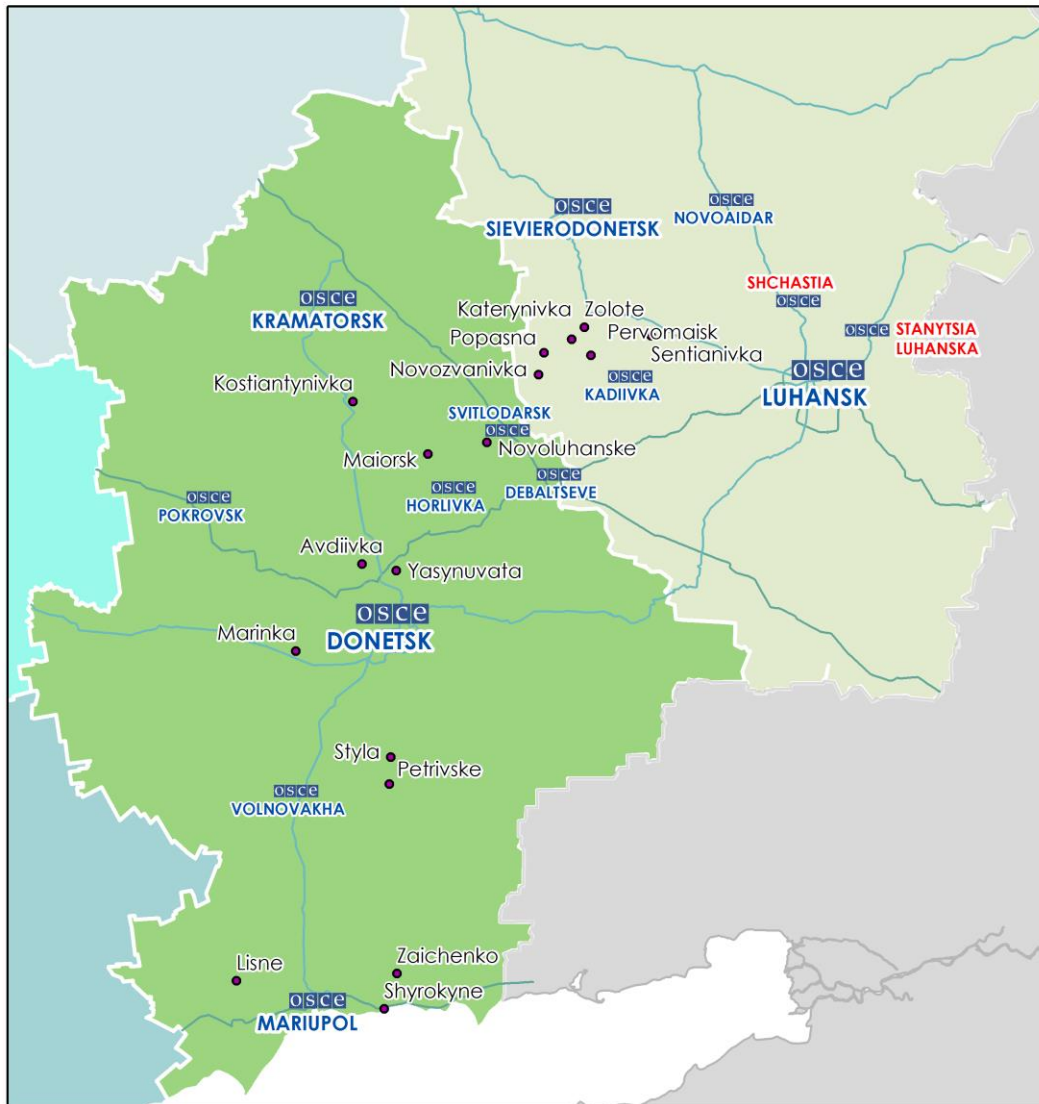 osce
SIEVIERODONETSK
osce
NOVOAIDAR
SHCHASTIA
osce
osce
STANYTSIA
LUHANSKA
osce
KRAMATORSK
Katerynivka
Zolote
Popasna
Pervomaisk
Sentianivka
Novozvanivka
osce
KADIIVKA
osce
LUHANSK
Kostiantynivka
SVITLODARSK
osce
Novoluhanske
Maiorsk
osce
HORLIVKA
osce
DEBALTSEVE
osce
POKROVSK
Avdiivka
Yasynuvata
osce
DONETSK
Marinka
Styla
Petrivske
osce
VOLNOVAKHA
Lisne
Zaichenko
Shyrokyne
osce
MARIUPOL